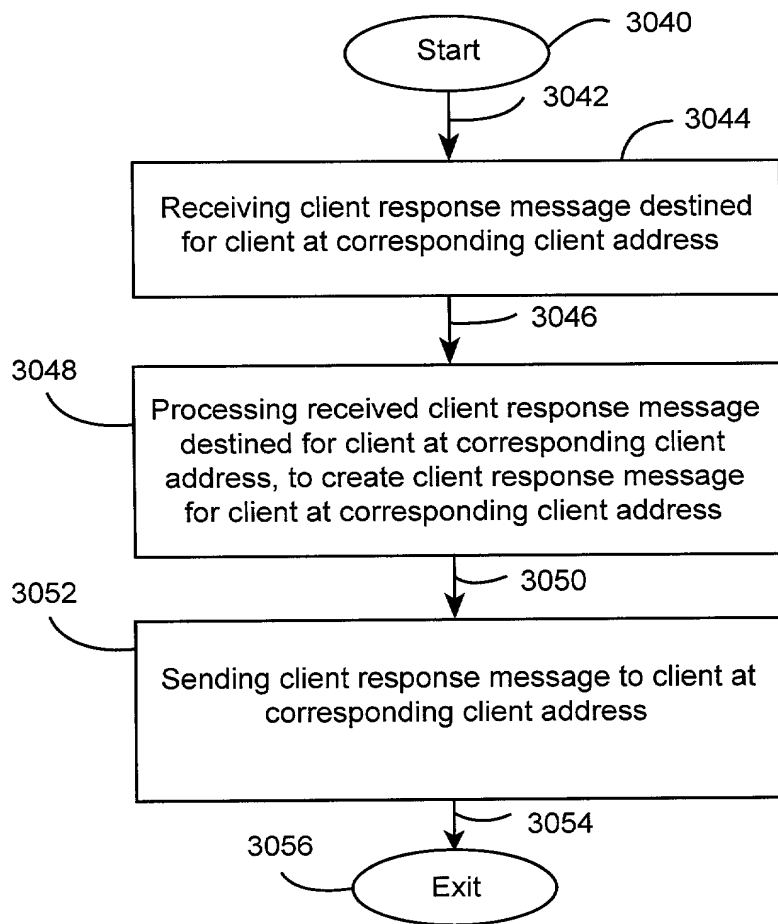 Start
3040
3042
3044
Receiving client response message destined
for client at corresponding client address
3046
3048
Processing received client response message
destined for client at corresponding client
address, to create client response message
for client at corresponding client address
3050
3052
Sending client response message to client at
corresponding client address
3054
3056
Exit